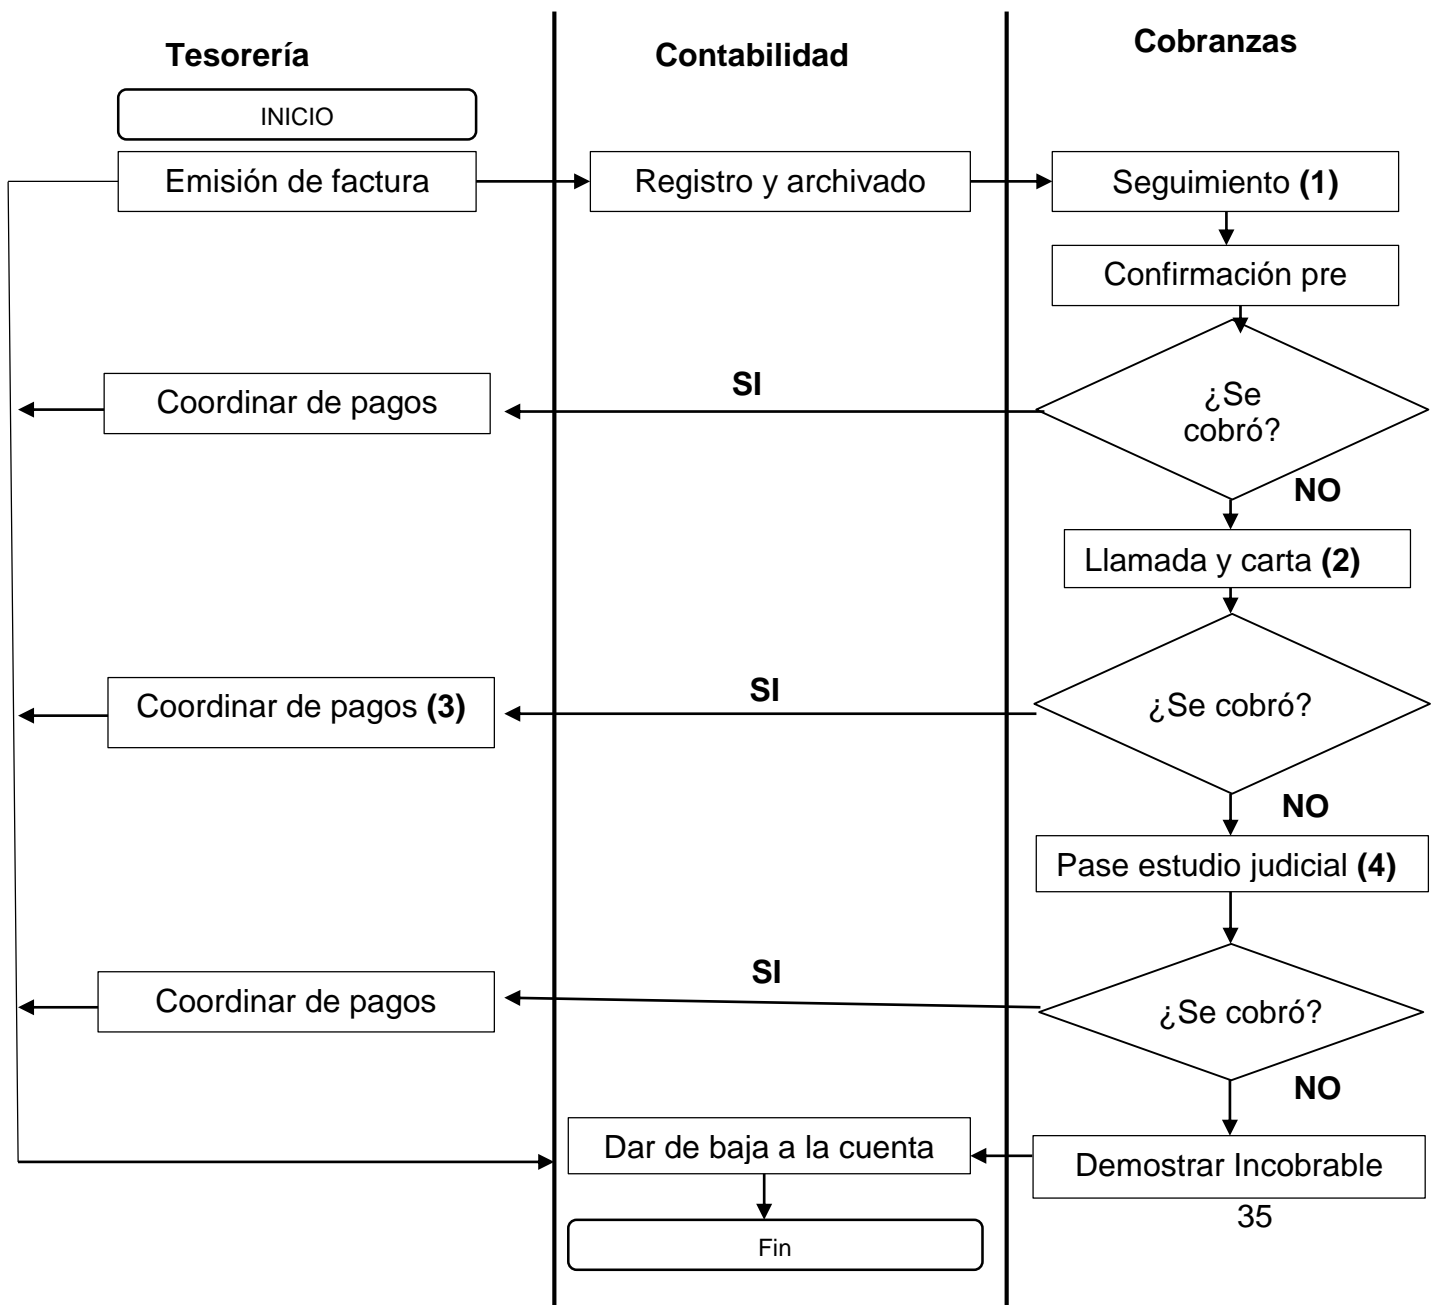 Tesorería
Contabilidad
Cobranzas
INICIO
Emisión de factura
Registro y archivado
Seguimiento (1)
Confirmación pre
¿Se
cobró?
SI
Coordinar de pagos
NO
Llamada y carta (2)
¿Se cobró?
SI
Coordinar de pagos (3)
NO
Pase estudio judicial (4)
¿Se cobró?
SI
Coordinar de pagos
NO
Demostrar Incobrable
Dar de baja a la cuenta
35
Fin